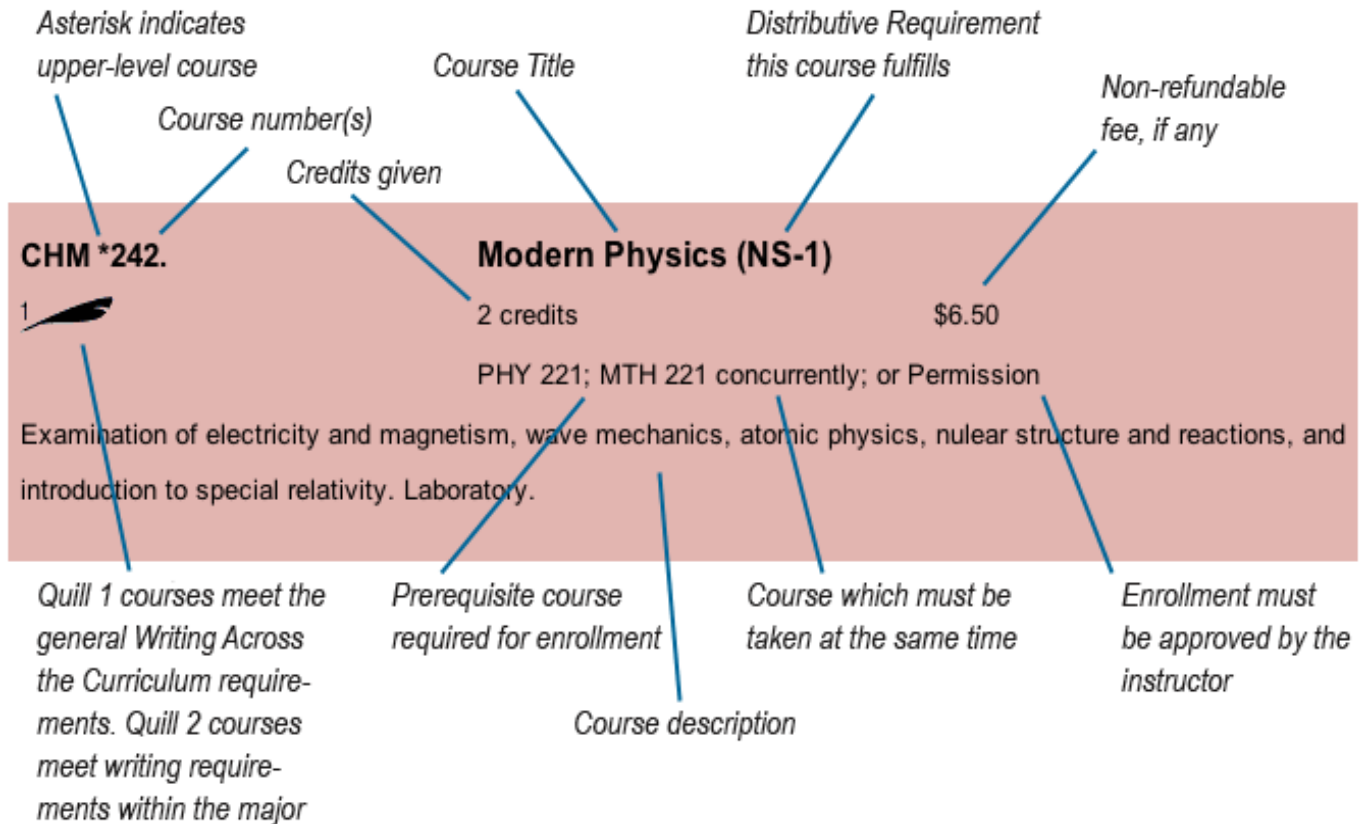 Asterisk indicates
upper-level course
Course number(s)
Credits given
Course Title
Distributive Requirement
this course fulfills
Non-refundable
fee, if any
CHM *242.
Modern Physics (NS-1)
1
2 credits
$6.50
PHY 221; MTH 221 concurrently; or Permission
Examination of electricity and magnetism, wave mechanics, atomic physics, nulear structure and reactions, and
introduction to special relativity. Laboratory.
Quill 1 courses meet the
general Writing Across
the Curriculum require-
ments. Quill 2 courses
meet writing require-
ments within the major
Prerequisite course
required for enrollment
Course description
Course which must be
taken at the same time
Enrollment must
be approved by the
instructor